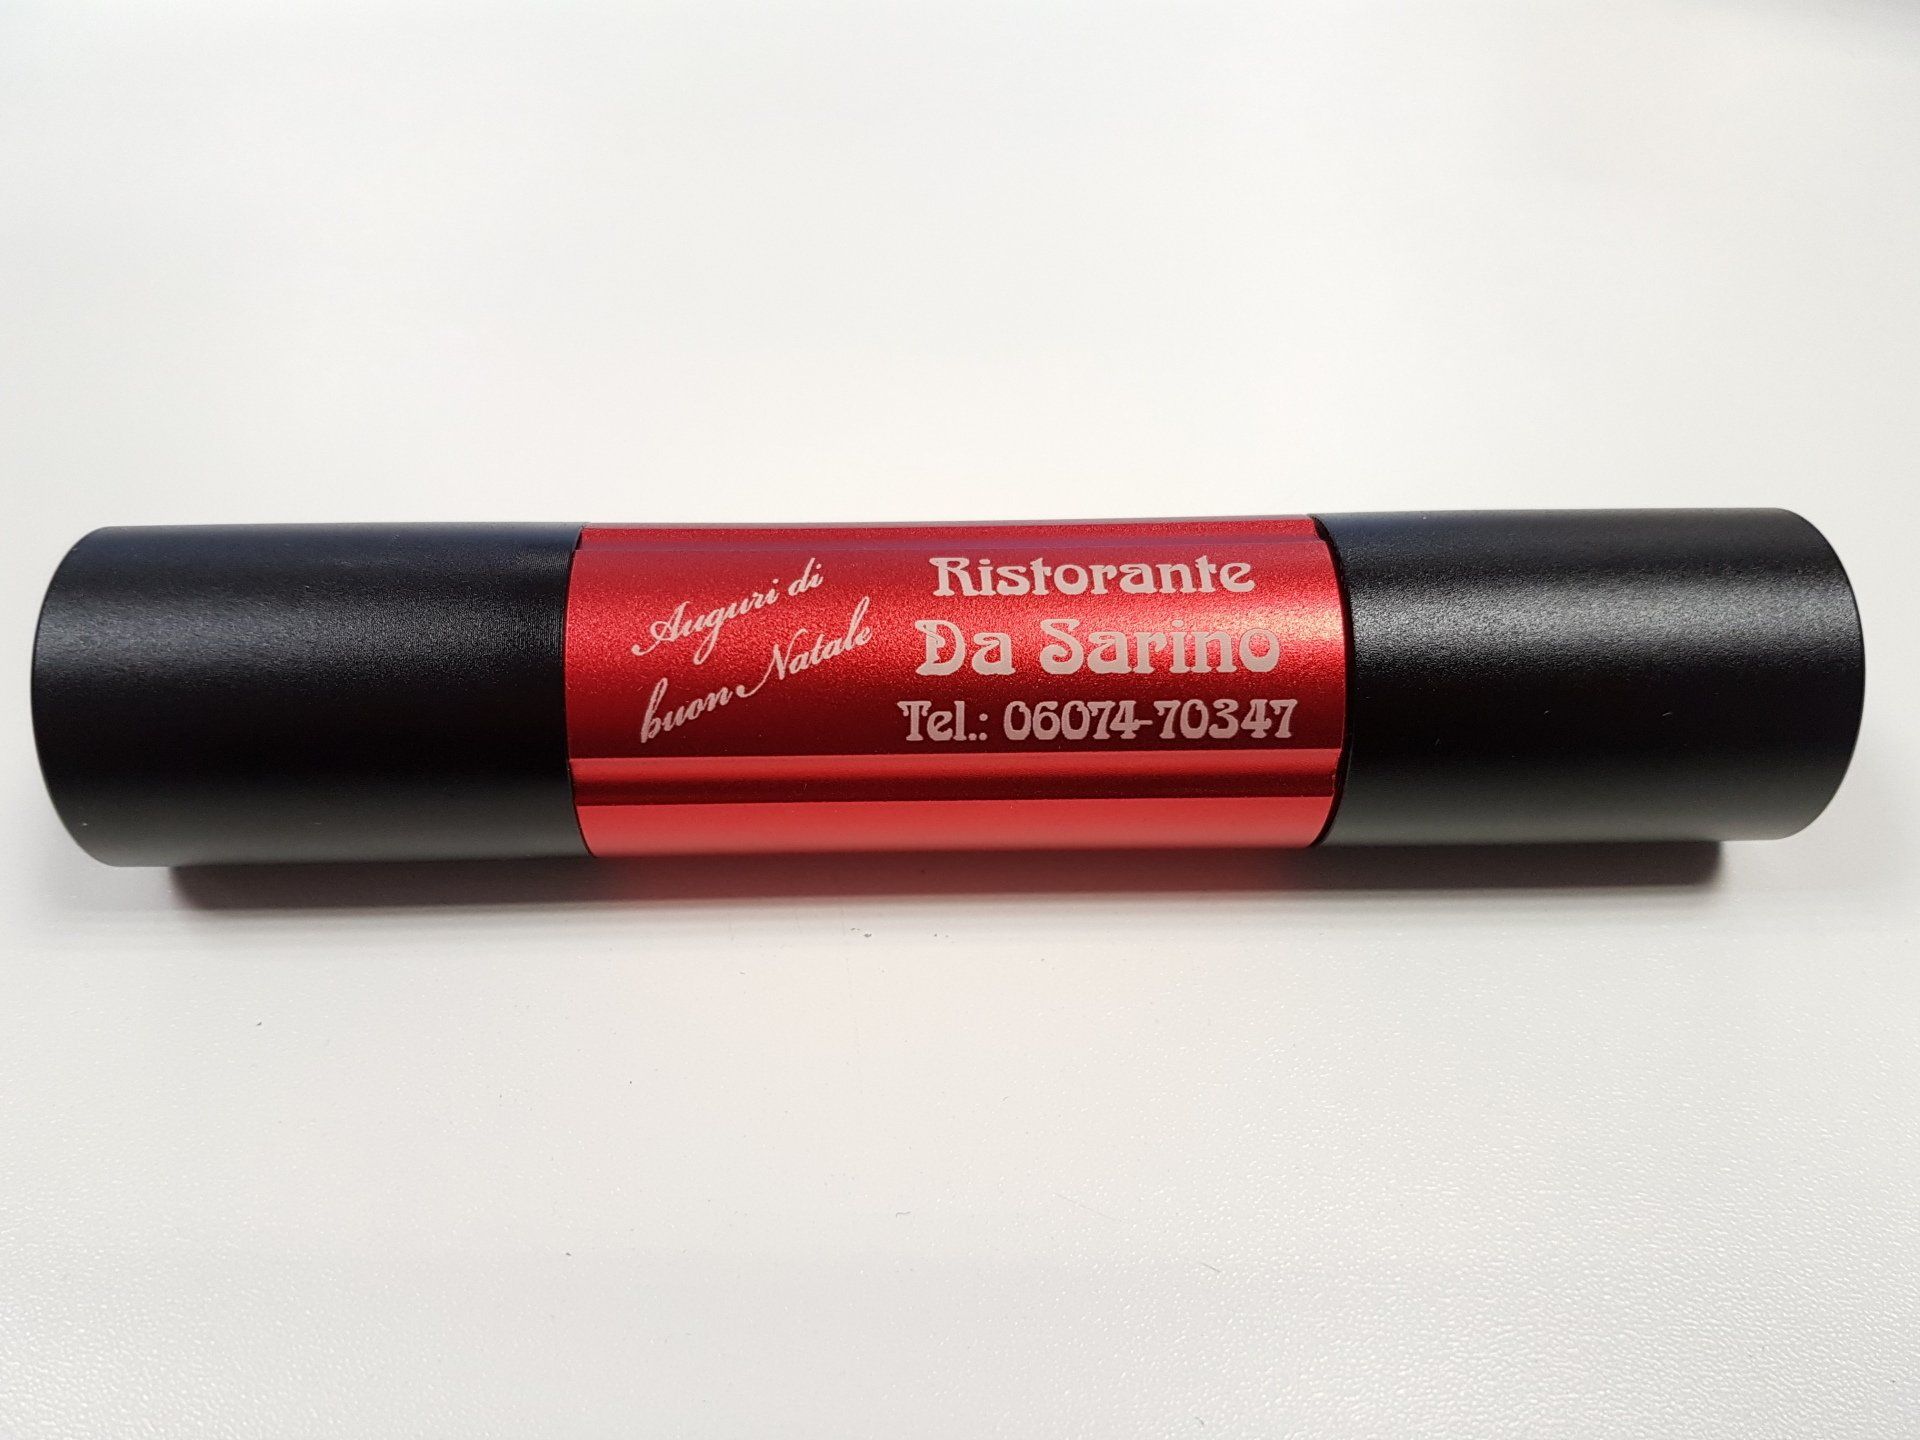 Auguri di
buon Natale
Ristorante
Da Sarino
Tel.: 06074-70347